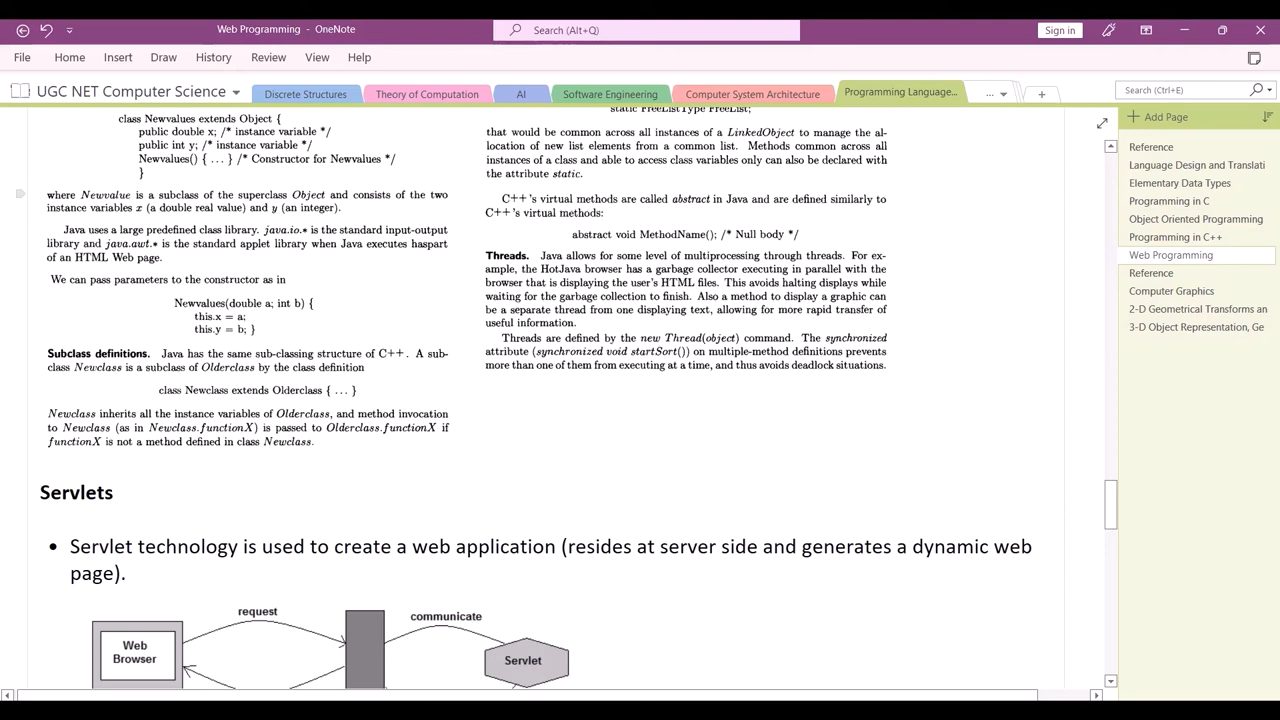 Web Programming - OneNote
Search (Alt+Q)
Sign in
File Home Insert Draw History Review View Help
UGC NET Computer Science
Discrete Structures
Theory of Computation
AI
Software Engineering
Computer System Architecture
Programming Language...
...
Search (Ctrl+E)
class Newvalues extends Object {
public double x; /* instance variable */
public int y; /* instance variable */
Newvalues() { ... } /* Constructor for Newvalues */
}
where Newvalue is a subclass of the superclass Object and consists of the two
instance variables x (a double real value) and y (an integer).
Java uses a large predefined class library. java.io.* is the standard input-output
library and java.awt.* is the standard applet library when Java executes haspart
of an HTML Web page.
We can pass parameters to the constructor as in
Newvalues(double a; int b) {
this.x = a;
this.y = b; }
Subclass definitions. Java has the same sub-classing structure of C++. A sub-
class Newclass is a subclass of Olderclass by the class definition
class Newclass extends Olderclass { ... }
Newclass inherits all the instance variables of Olderclass, and method invocation
to Newclass (as in Newclass.functionX) is passed to Olderclass.functionX if
functionX is not a method defined in class Newclass.
static FreeListType FreeList;
that would be common across all instances of a LinkedObject to manage the al-
location of new list elements from a common list. Methods common across all
instances of a class and able to access class variables only can also be declared with
the attribute static.
C++'s virtual methods are called abstract in Java and are defined similarly to
C++'s virtual methods:
abstract void MethodName(); /* Null body */
Threads. Java allows for some level of multiprocessing through threads. For ex-
ample, the HotJava browser has a garbage collector executing in parallel with the
browser that is displaying the user's HTML files. This avoids halting displays while
waiting for the garbage collection to finish. Also a method to display a graphic can
be a separate thread from one displaying text, allowing for more rapid transfer of
useful information.
Threads are defined by the new Thread(object) command. The synchronized
attribute (synchronized void startSort()) on multiple-method definitions prevents
more than one of them from executing at a time, and thus avoids deadlock situations.
Servlets
• Servlet technology is used to create a web application (resides at server side and generates a dynamic web
page).
request
communicate
Web
Browser
Servlet
Add Page
Reference
Language Design and Translati
Elementary Data Types
Programming in C
Object Oriented Programming
Programming in C++
Web Programming
Reference
Computer Graphics
2-D Geometrical Transforms an
3-D Object Representation, Ge